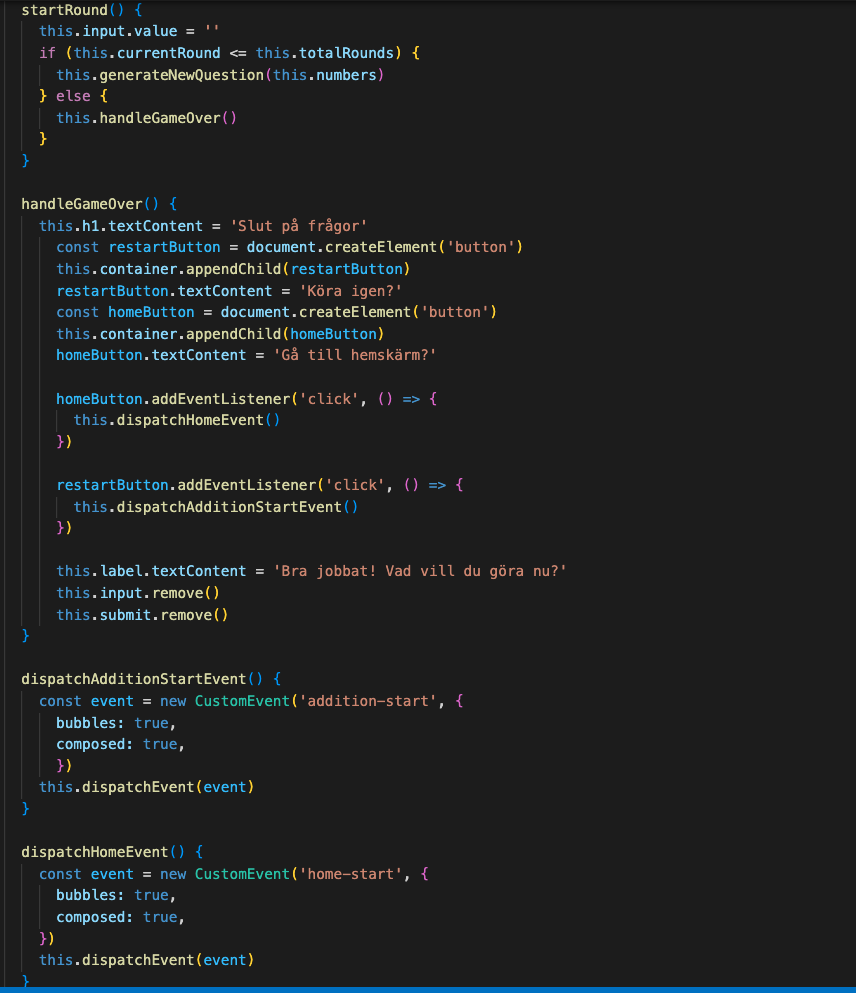 startRound() {
this.input.value = ''
if (this.currentRound <= this.totalRounds) {
this.generateNewQuestion(this.numbers)
} else {
this.handleGameOver()
}
}
handleGameOver() {
this.h1.textContent = 'Slut på frågor'
const restartButton = document.createElement('button')
this.container.appendChild(restartButton)
restartButton.textContent = 'Köra igen?'
const homeButton = document.createElement('button')
this.container.appendChild(homeButton)
homeButton.textContent = 'Gå till hemskärm?'
homeButton.addEventListener('click', () => {
this.dispatchHomeEvent()
})
restartButton.addEventListener('click', () => {
this.dispatchAdditionStartEvent()
})
this.label.textContent = 'Bra jobbat! Vad vill du göra nu?'
this.input.remove()
this.submit.remove()
}
dispatchAdditionStartEvent() {
const event = new CustomEvent('addition-start', {
bubbles: true,
composed: true,
})
this.dispatchEvent(event)
}
dispatchHomeEvent() {
const event = new CustomEvent('home-start', {
bubbles: true,
composed: true,
})
this.dispatchEvent(event)
}